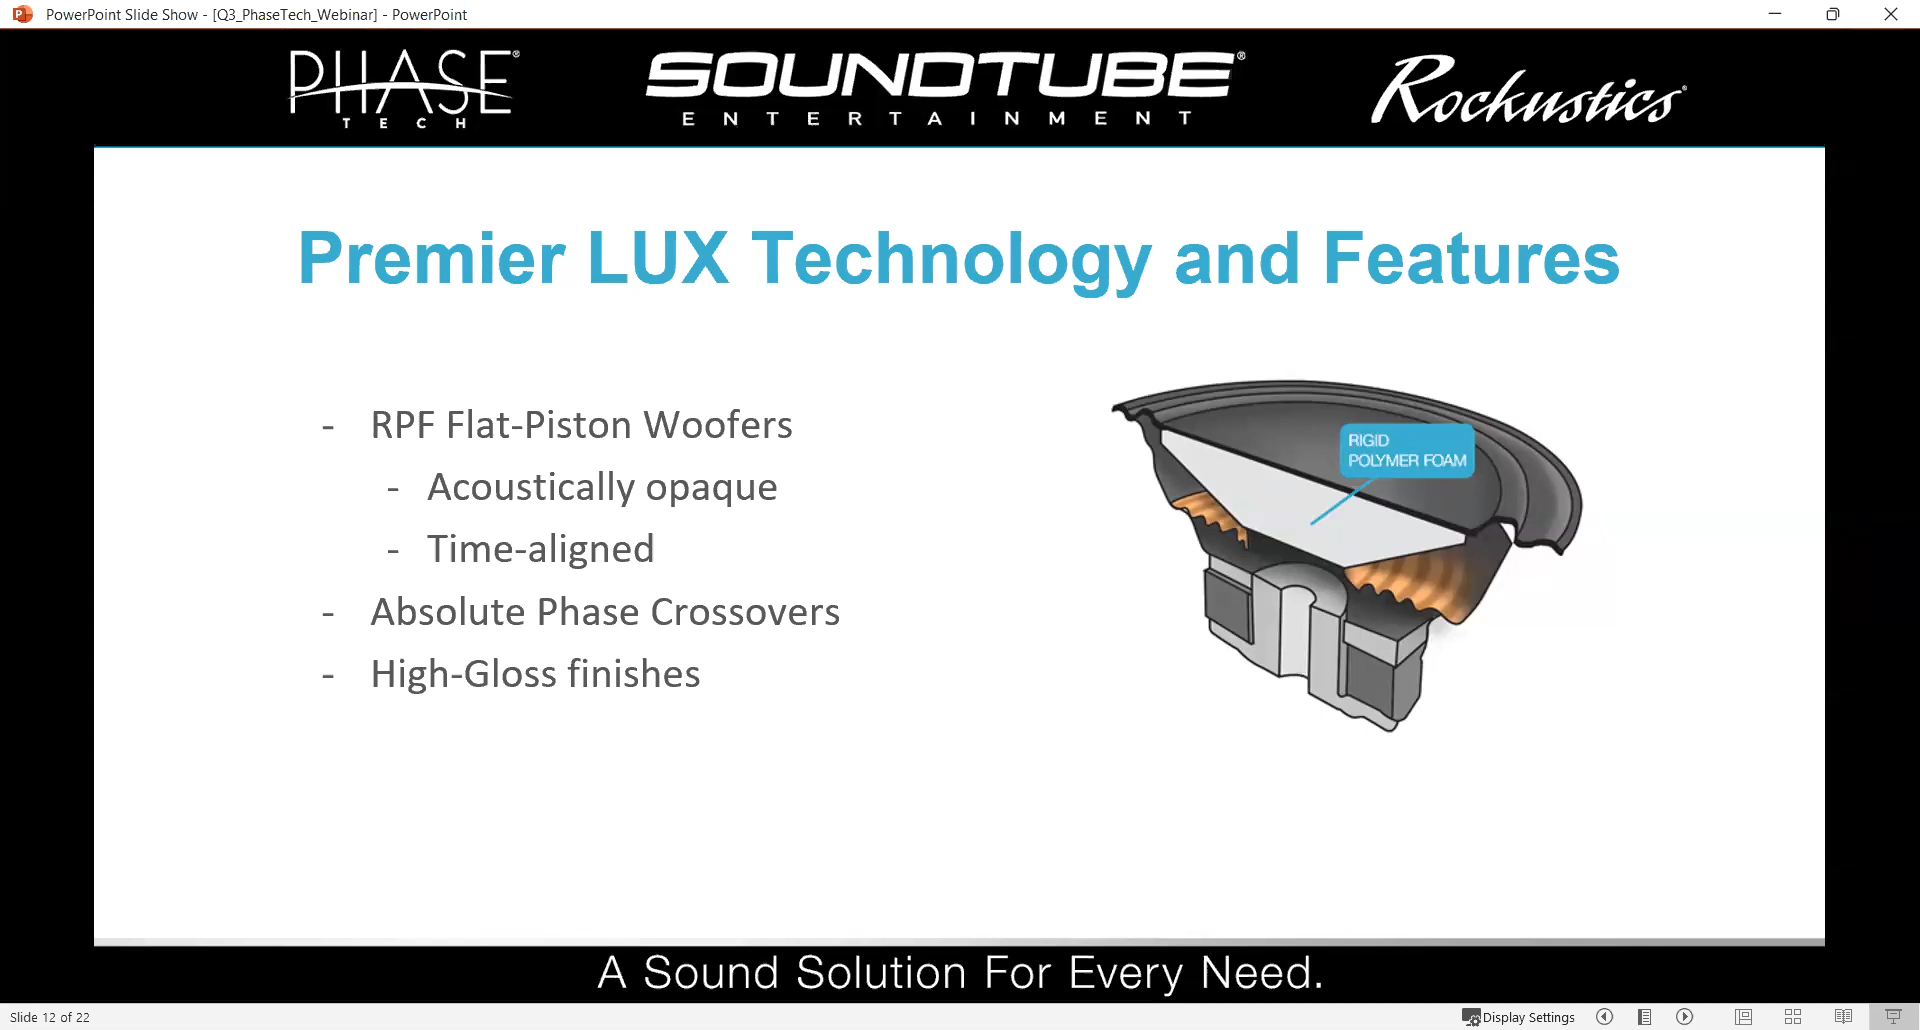 PowerPoint Slide Show - [Q3_PhaseTech_Webinar] - PowerPoint
PHASE®
TECH
SOUNDTUBE®
ENTERTAINMENT
Rockustics®
Premier LUX Technology and Features
- RPF Flat-Piston Woofers
- Acoustically opaque
- Time-aligned
- Absolute Phase Crossovers
- High-Gloss finishes
RIGID
POLYMER FOAM
A Sound Solution For Every Need.
Slide 12 of 22
Display Settings